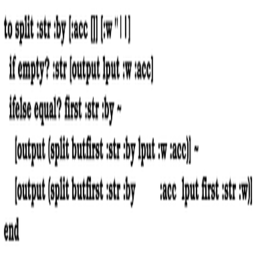 to split :str :by [:acc []] [:w "||]
if empty? :str [output lput :w :acc]
ifelse equal? first :str :by ~
[output (split butfirst :str :by lput :w :acc)] ~
[output (split butfirst :str :by :acc lput first :str :w)]
end